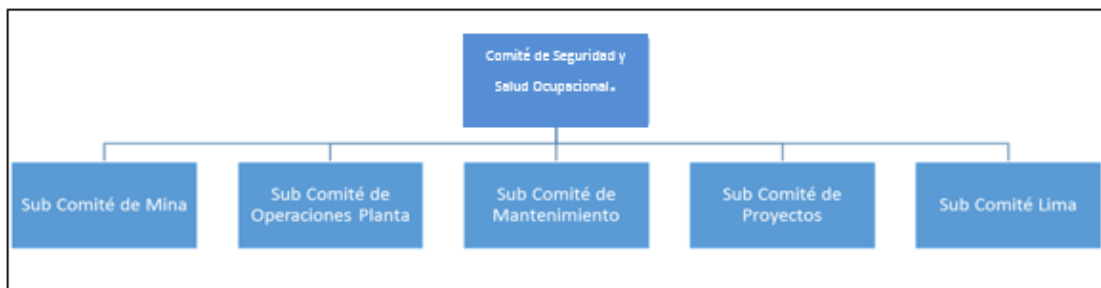 Comité de Seguridad y
Salud Ocupacional.
Sub Comité de Mina
Sub Comité de
Operaciones Planta
Sub Comité de
Mantenimiento
Sub Comité de
Proyectos
Sub Comité Lima